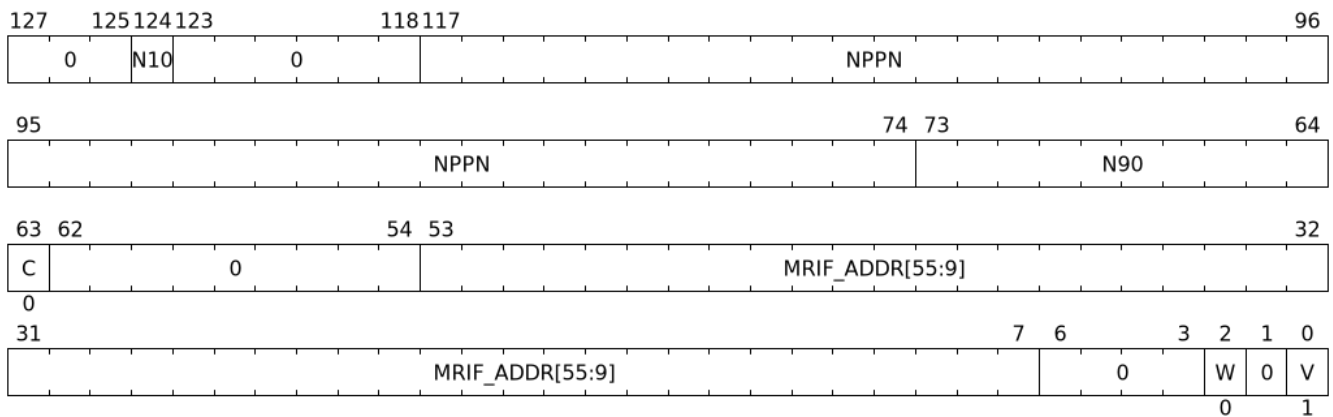 127 125 124 123 118 117 96
0 N10 0 NPPN
95 74 73 64
NPPN N90
63 62 54 53 32
C 0 MRIF_ADDR[55:9]
0
31 7 6 3 2 1 0
MRIF_ADDR[55:9] 0 W 0 V
0 1